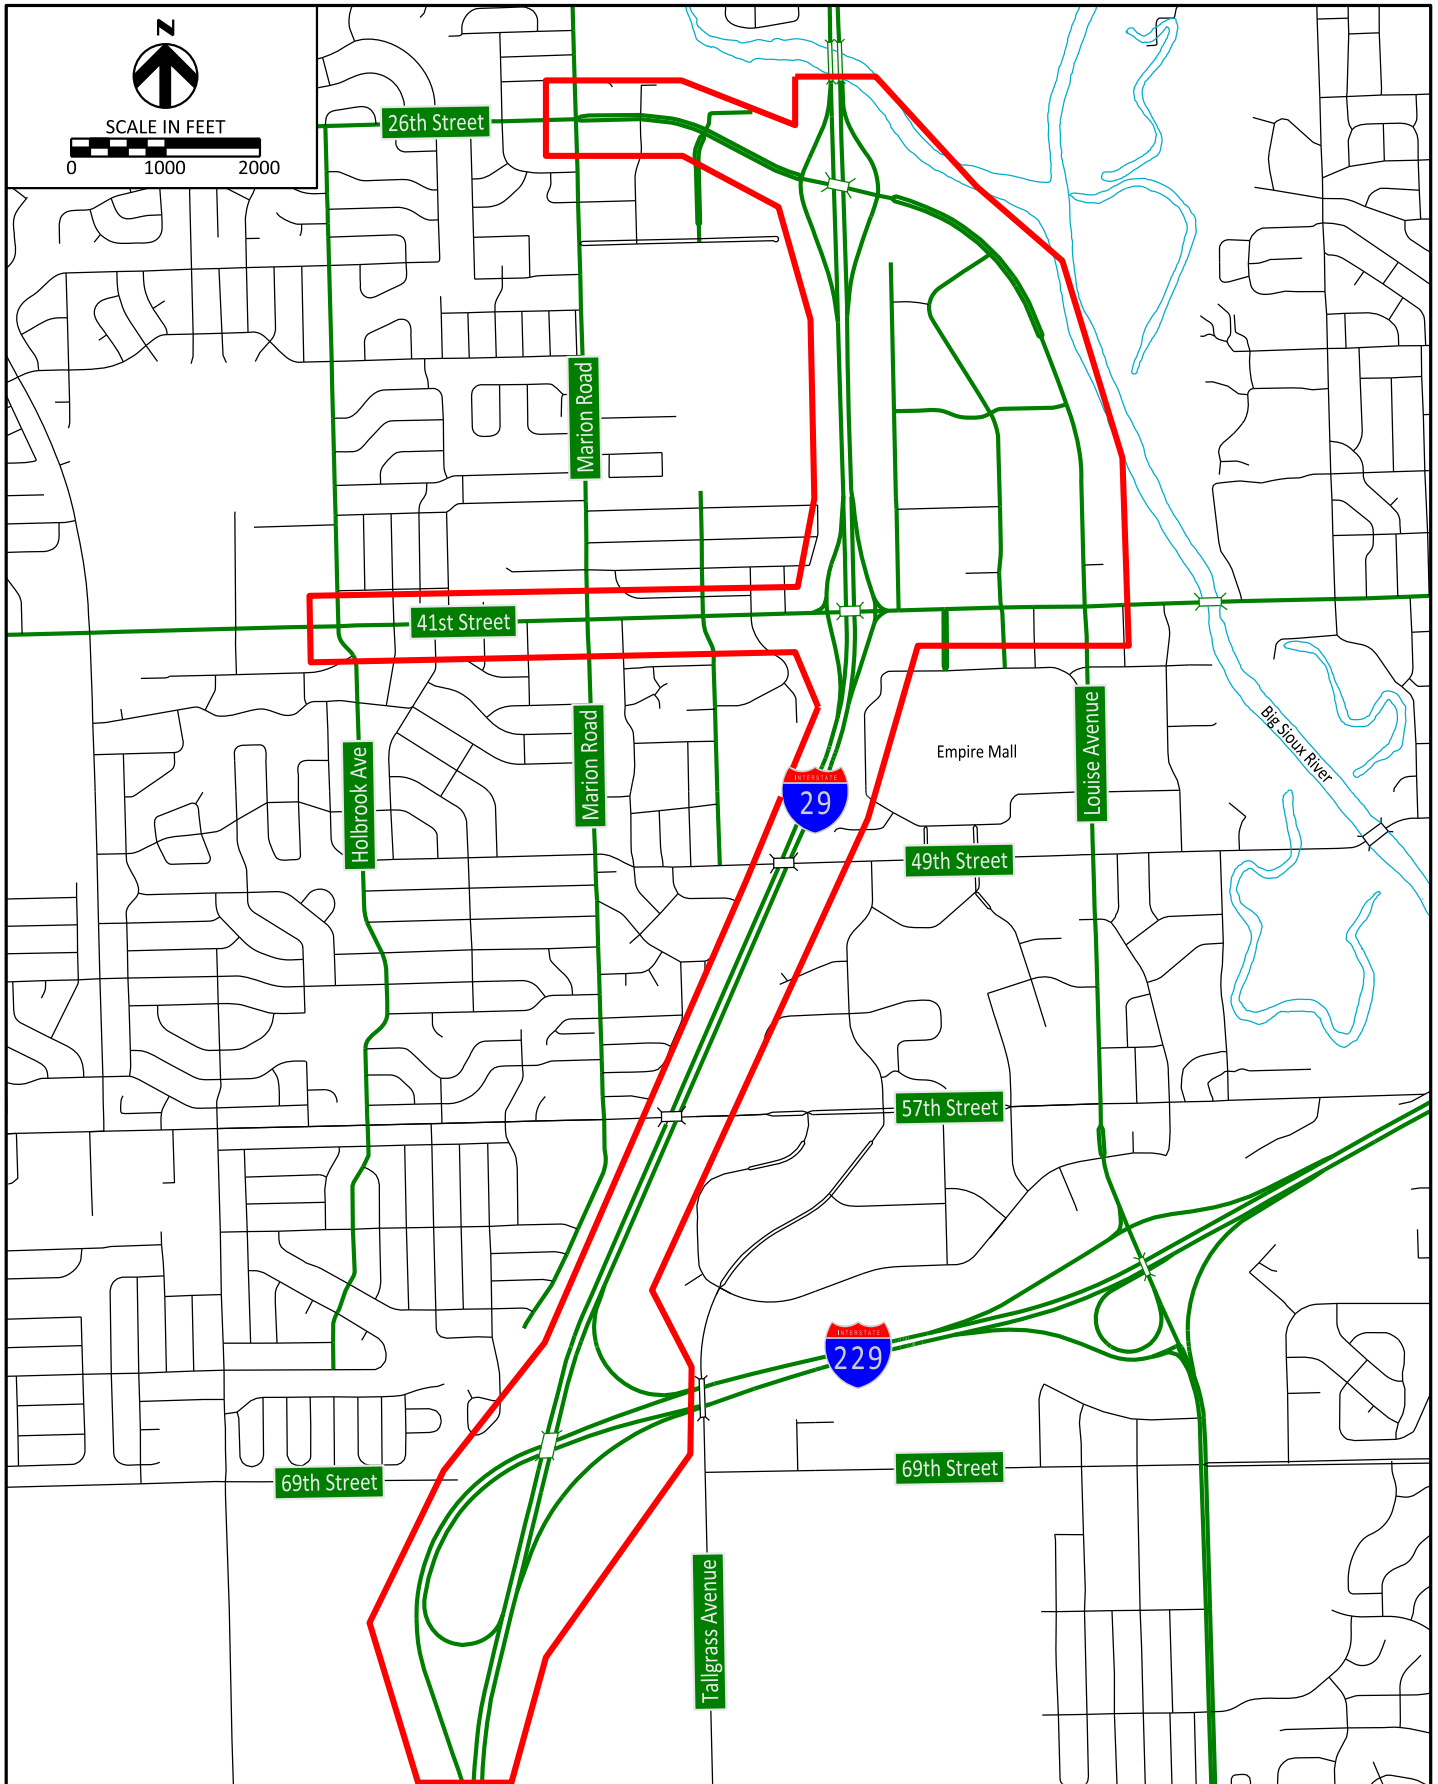 N
SCALE IN FEET
0 1000 2000
26th Street
Marion Road
41st Street
Marion Road
Holbrook Ave
Louise Avenue
Big Sioux River
Empire Mall
INTERSTATE
29
49th Street
57th Street
INTERSTATE
229
69th Street
69th Street
Tallgrass Avenue